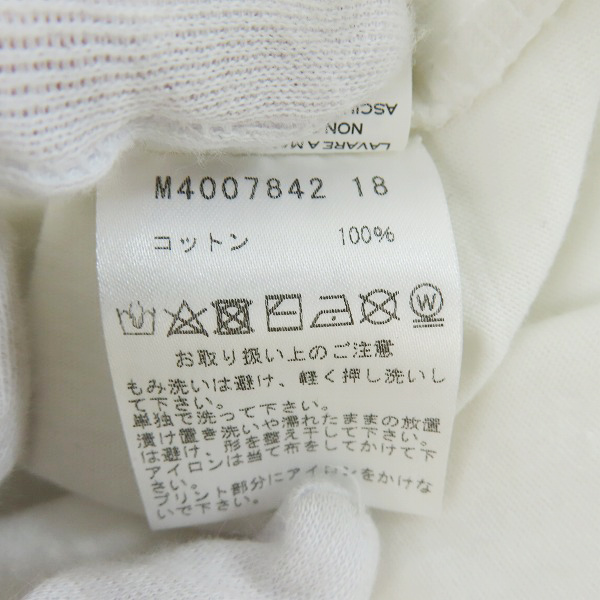 ASCI
NON
LAVARE A M
M4007842 18
コットン 100%
W
お取り扱い上のご注意
もみ洗いは避け、軽く押し洗いし
て下さい。
単独で洗って下さい。
漬け置き洗いや濡れたままの放置
は避け、形を整え干して下さい。
アイロンは当て布をしてかけて下
さい。
プリント部分にアイロンをかけな
いで下さい。